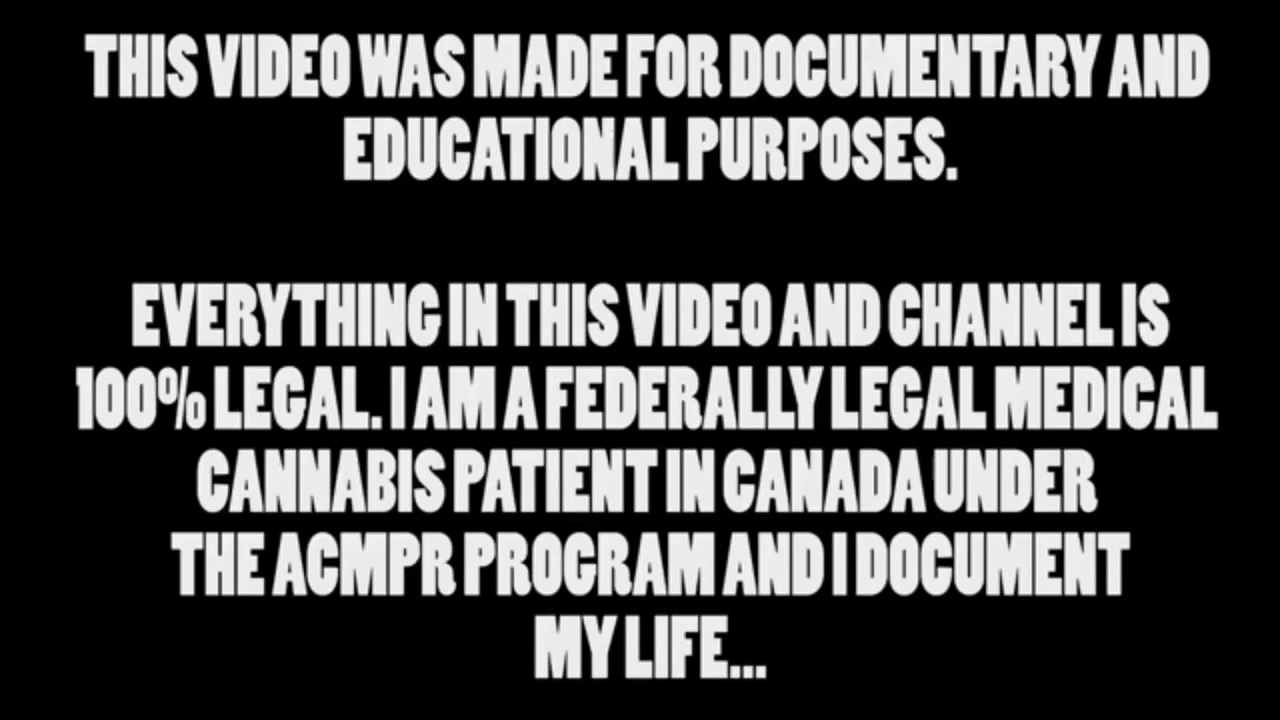 THIS VIDEO WAS MADE FOR DOCUMENTARY AND
EDUCATIONAL PURPOSES.
EVERYTHING IN THIS VIDEO AND CHANNEL IS
100% LEGAL. I AM A FEDERALLY LEGAL MEDICAL
CANNABIS PATIENT IN CANADA UNDER
THE ACMPR PROGRAM AND I DOCUMENT
MY LIFE...